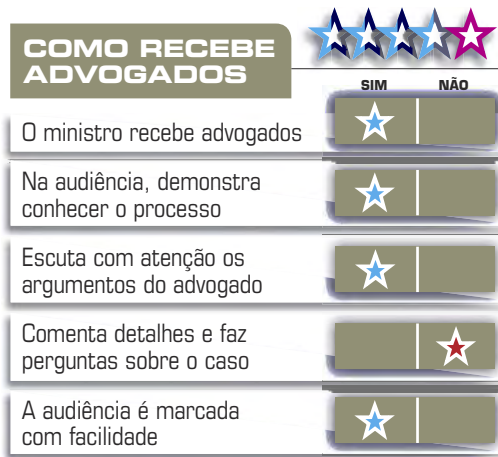 COMO RECEBE
ADVOGADOS
SIM NÃO
O ministro recebe advogados
Na audiência, demonstra
conhecer o processo
Escuta com atenção os
argumentos do advogado
Comenta detalhes e faz
perguntas sobre o caso
A audiência é marcada
com facilidade